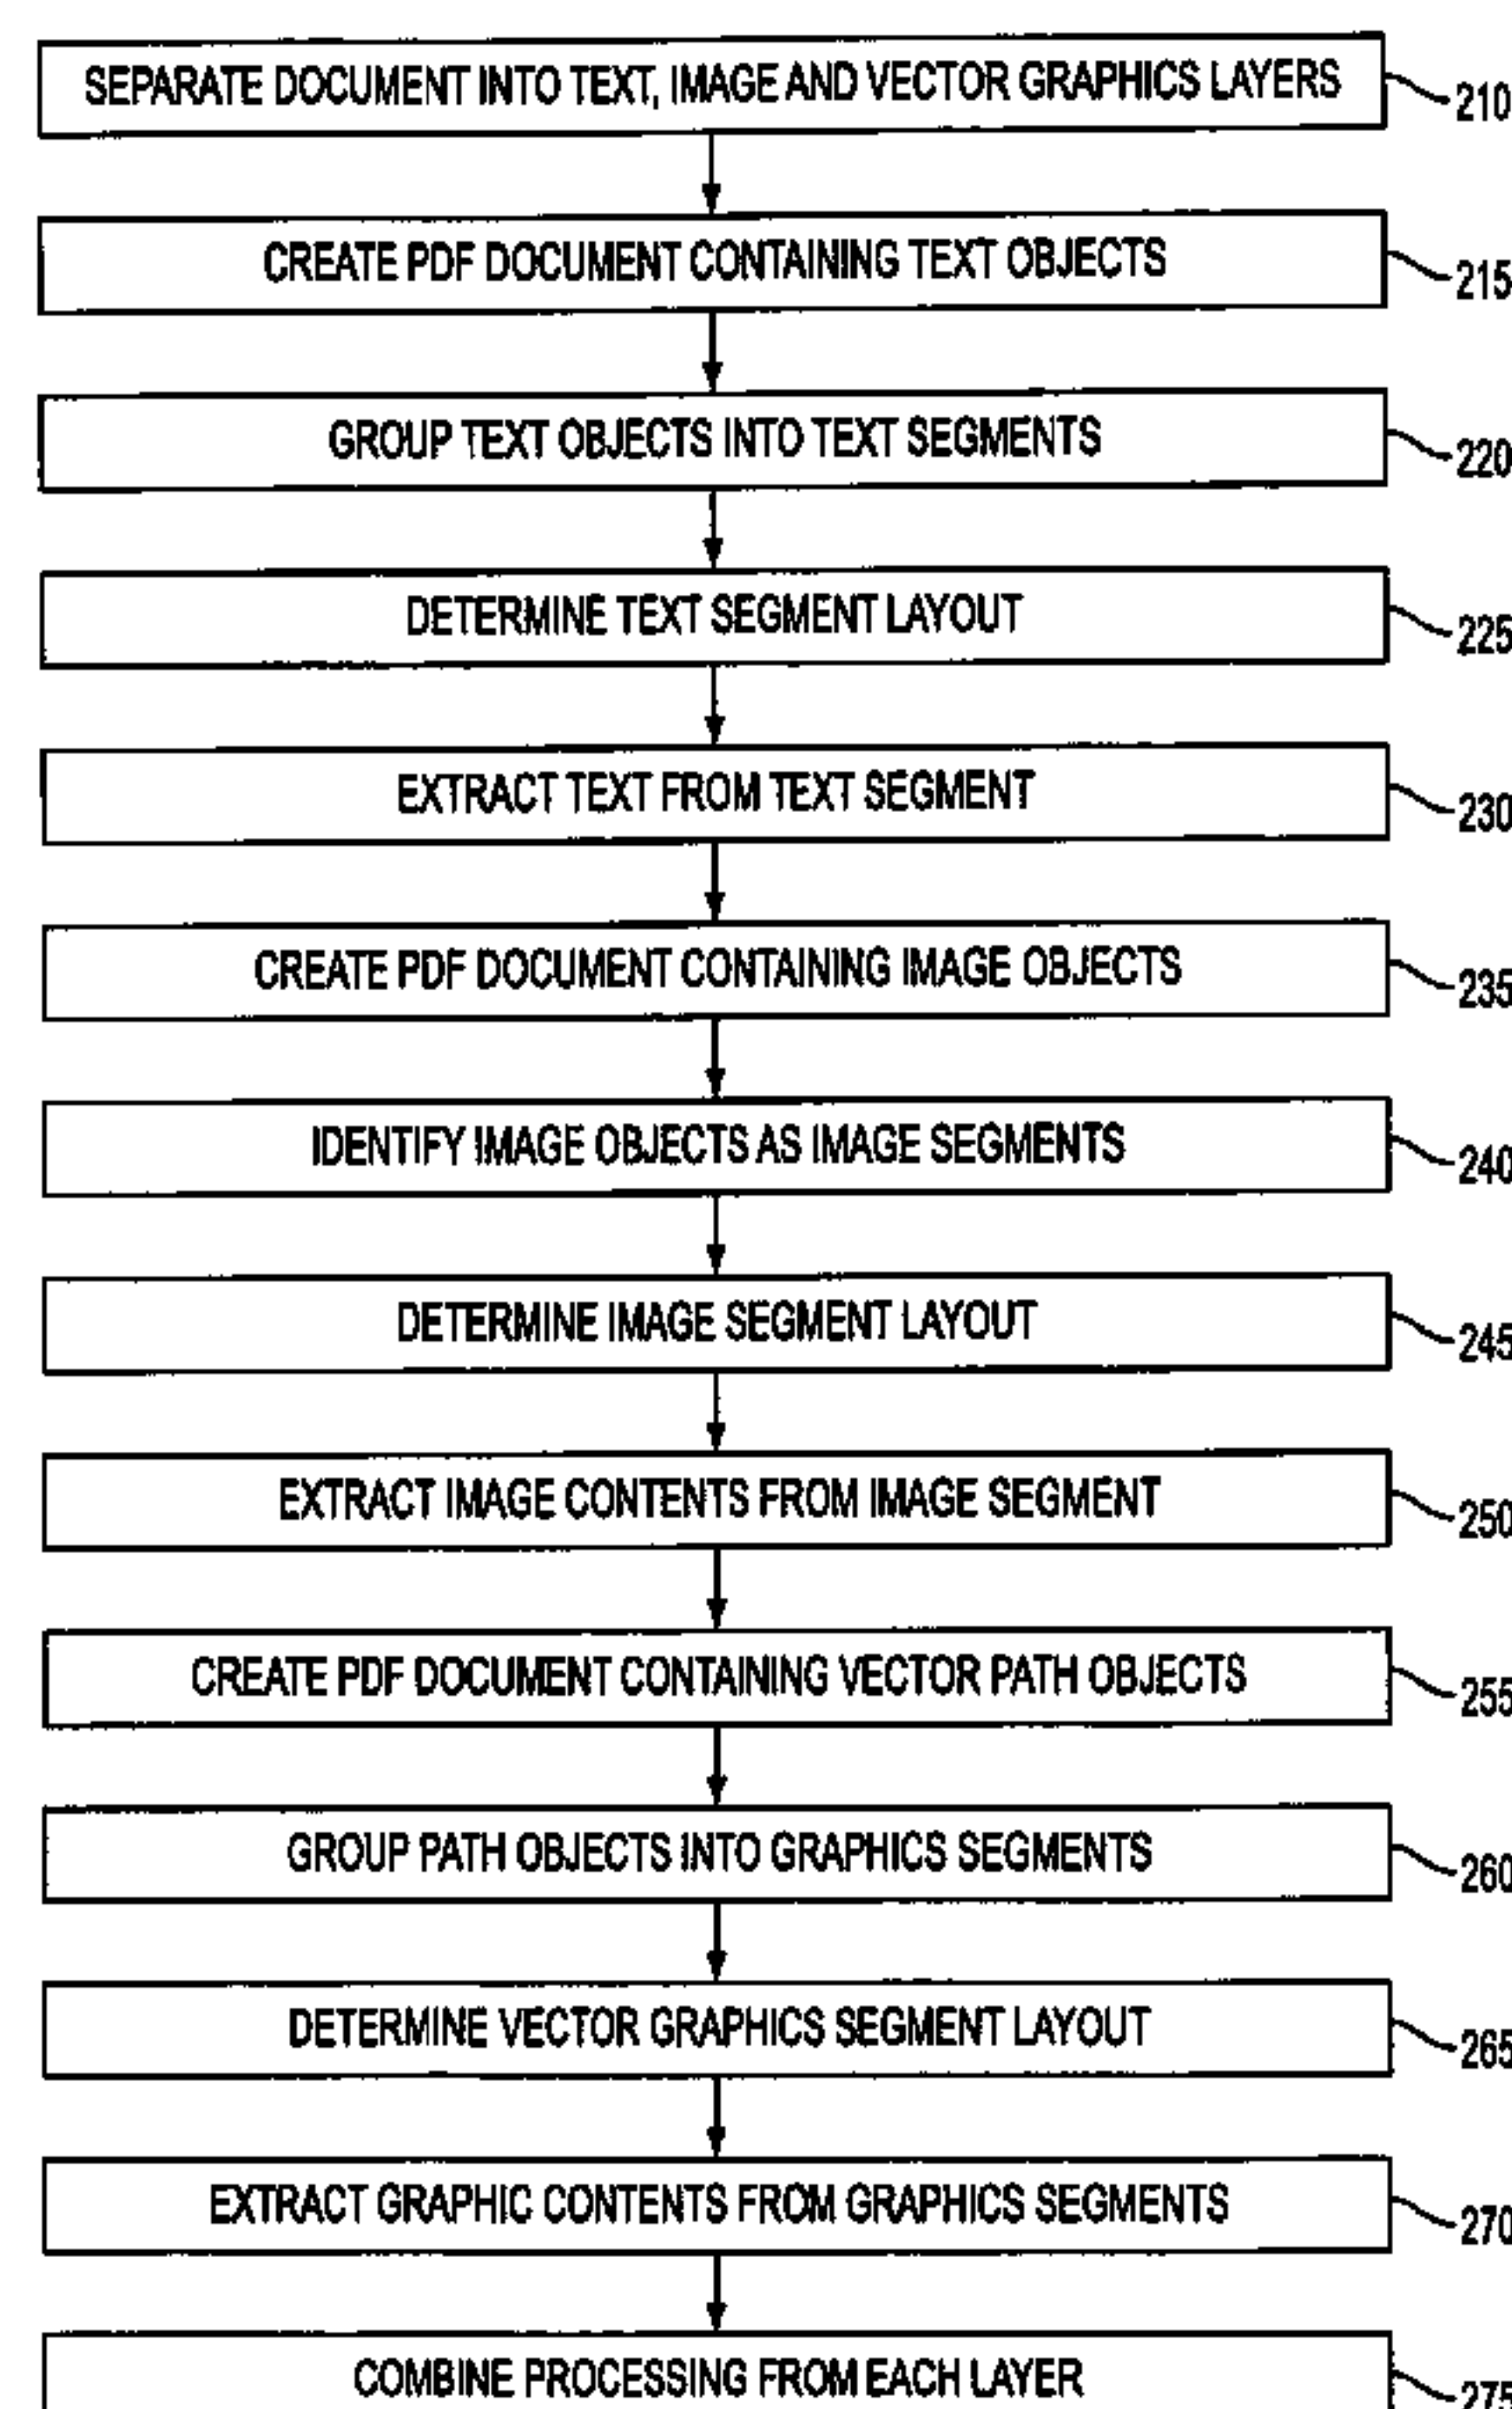 SEPARATE DOCUMENT INTO TEXT, IMAGE AND VECTOR GRAPHICS LAYERS
210
CREATE PDF DOCUMENT CONTAINING TEXT OBJECTS
215
GROUP TEXT OBJECTS INTO TEXT SEGMENTS
220
DETERMINE TEXT SEGMENT LAYOUT
225
EXTRACT TEXT FROM TEXT SEGMENT
230
CREATE PDF DOCUMENT CONTAINING IMAGE OBJECTS
235
IDENTIFY IMAGE OBJECTS AS IMAGE SEGMENTS
240
DETERMINE IMAGE SEGMENT LAYOUT
245
EXTRACT IMAGE CONTENTS FROM IMAGE SEGMENT
250
CREATE PDF DOCUMENT CONTAINING VECTOR PATH OBJECTS
255
GROUP PATH OBJECTS INTO GRAPHICS SEGMENTS
260
DETERMINE VECTOR GRAPHICS SEGMENT LAYOUT
265
EXTRACT GRAPHIC CONTENTS FROM GRAPHICS SEGMENTS
270
COMBINE PROCESSING FROM EACH LAYER
275